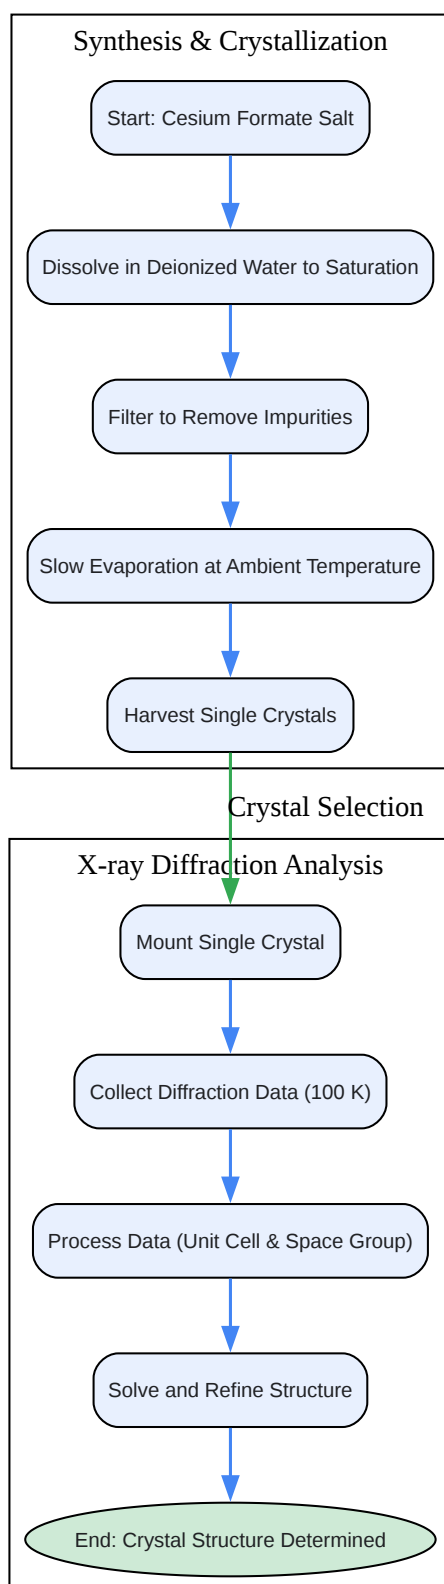 Synthesis & Crystallization
Start: Cesium Formate Salt
Dissolve in Deionized Water to Saturation
Filter to Remove Impurities
Slow Evaporation at Ambient Temperature
Harvest Single Crystals
Crystal Selection
X-ray Diffraction Analysis
Mount Single Crystal
Collect Diffraction Data (100 K)
Process Data (Unit Cell & Space Group)
Solve and Refine Structure
End: Crystal Structure Determined